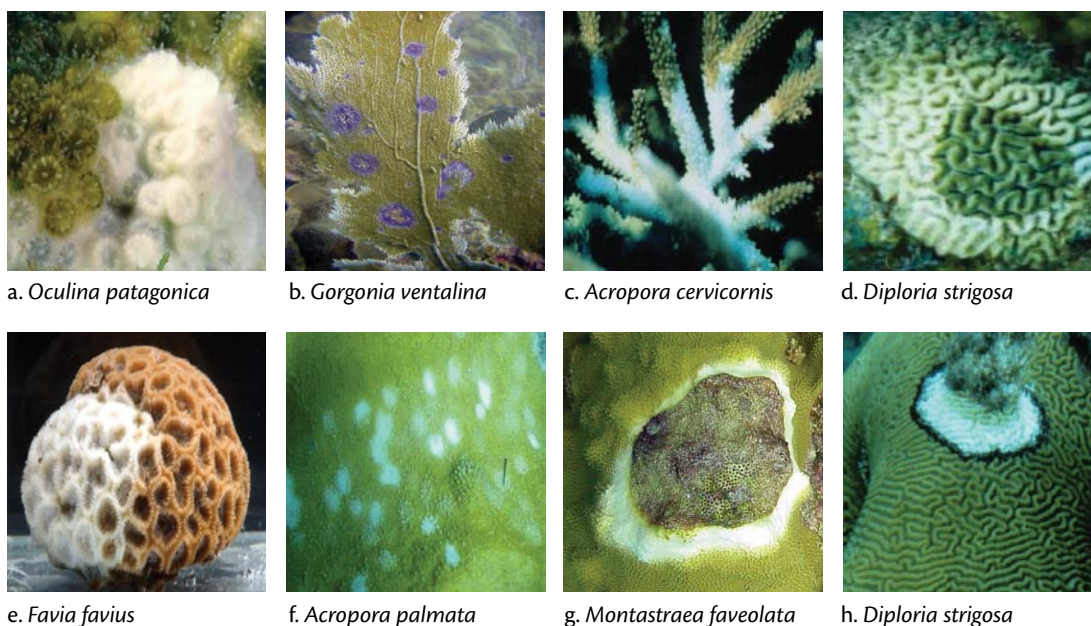 a. Oculina patagonica
b. Gorgonia ventalina
c. Acropora cervicornis
d. Diploria strigosa
e. Favia favius
f. Acropora palmata
g. Montastraea faveolata
h. Diploria strigosa